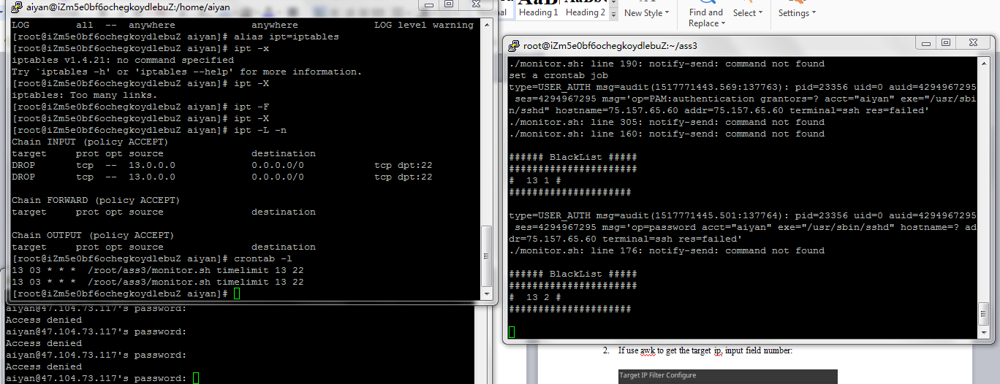 aiyan@iZm5e0bf6ochegkoydlebuZ:/home/aiyan
LOG all -- anywhere anywhere LOG level warning
[root@iZm5e0bf6ochegkoydlebuZ aiyan]# alias ipt=iptables
[root@iZm5e0bf6ochegkoydlebuZ aiyan]# ipt -x
iptables v1.4.21: no command specified
Try `iptables -h' or 'iptables --help' for more information.
[root@iZm5e0bf6ochegkoydlebuZ aiyan]# ipt -X
iptables: Too many links.
[root@iZm5e0bf6ochegkoydlebuZ aiyan]# ipt -F
[root@iZm5e0bf6ochegkoydlebuZ aiyan]# ipt -X
[root@iZm5e0bf6ochegkoydlebuZ aiyan]# ipt -L -n
Chain INPUT (policy ACCEPT)
target prot opt source destination
DROP tcp -- 13.0.0.0 0.0.0.0/0 tcp dpt:22
DROP tcp -- 13.0.0.0 0.0.0.0/0 tcp dpt:22
Chain FORWARD (policy ACCEPT)
target prot opt source destination
Chain OUTPUT (policy ACCEPT)
target prot opt source destination
[root@iZm5e0bf6ochegkoydlebuZ aiyan]# crontab -l
13 03 * * * /root/ass3/monitor.sh timelimit 13 22
13 03 * * * /root/ass3/monitor.sh timelimit 13 22
[root@iZm5e0bf6ochegkoydlebuZ aiyan]#
aiyan@47.104.73.117's password:
Access denied
aiyan@47.104.73.117's password:
Access denied
aiyan@47.104.73.117's password:
Access denied
aiyan@47.104.73.117's password:
Heading 1 Heading 2 New Style Find and Replace Select Settings
root@iZm5e0bf6ochegkoydlebuZ:~/ass3
./monitor.sh: line 190: notify-send: command not found
set a crontab job
type=USER_AUTH msg=audit(1517771443.569:137763): pid=23356 uid=0 auid=4294967295
ses=4294967295 msg='op=PAM:authentication grantors=? acct="aiyan" exe="/usr/sbi
n/sshd" hostname=75.157.65.60 addr=75.157.65.60 terminal=ssh res=failed'
./monitor.sh: line 305: notify-send: command not found
./monitor.sh: line 160: notify-send: command not found
###### BlackList #####
######################
# 13 1 #
#####################
type=USER_AUTH msg=audit(1517771445.501:137764): pid=23356 uid=0 auid=4294967295
ses=4294967295 msg='op=password acct="aiyan" exe="/usr/sbin/sshd" hostname=? ad
dr=75.157.65.60 terminal=ssh res=failed'
./monitor.sh: line 176: notify-send: command not found
###### BlackList #####
######################
# 13 2 #
#####################
2. If use awk to get the target ip, input field number:
Target IP Filter Configure